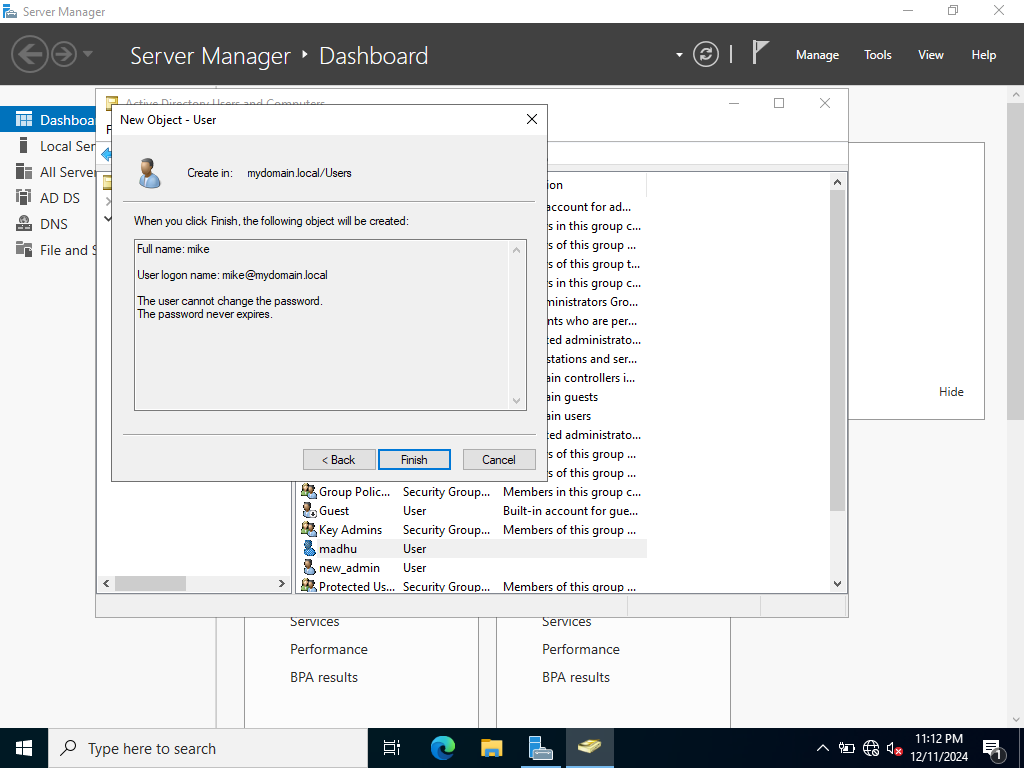 Server Manager
Server Manager
Dashboard
Manage
Tools
View
Help
Dashboa
Local Ser
All Server
AD DS
DNS
File and S
Active Directory Users and Computers
New Object - User
Create in:
mydomain.local/Users
When you click Finish, the following object will be created:
Full name: mike
User logon name: mike@mydomain.local
The user cannot change the password.
The password never expires.
< Back
Finish
Cancel
ion
account for ad...
s in this group c...
s of this group ...
s of this group t...
s in this group c...
ministrators Gro...
nts who are per...
ed administrato...
stations and ser...
ain controllers i...
ain guests
ain users
ed administrato...
s of this group ...
s of this group ...
Group Polic...
Security Group...
Members in this group c...
Guest
User
Built-in account for gue...
Key Admins
Security Group...
Members of this group ...
madhu
User
new_admin
User
Protected Us...
Security Group...
Members of this group ...
Hide
Services
Services
Performance
Performance
BPA results
BPA results
Type here to search
11:12 PM
12/11/2024
1